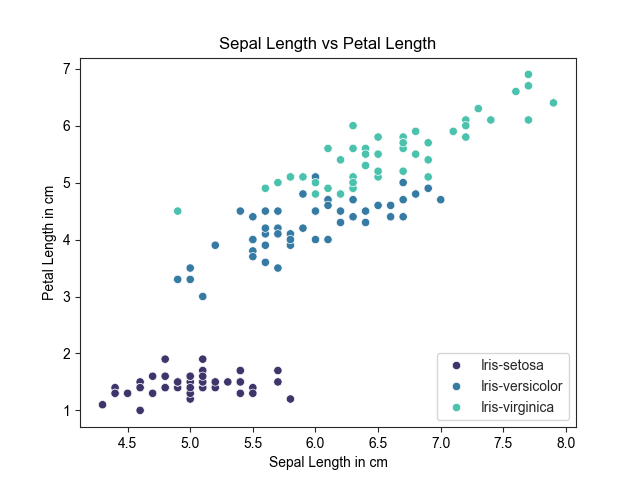 Sepal Length vs Petal Length
7
6
5
4
3
2
1
Petal Length in cm
4.5 5.0 5.5 6.0 6.5 7.0 7.5 8.0
Sepal Length in cm
Iris-setosa
Iris-versicolor
Iris-virginica